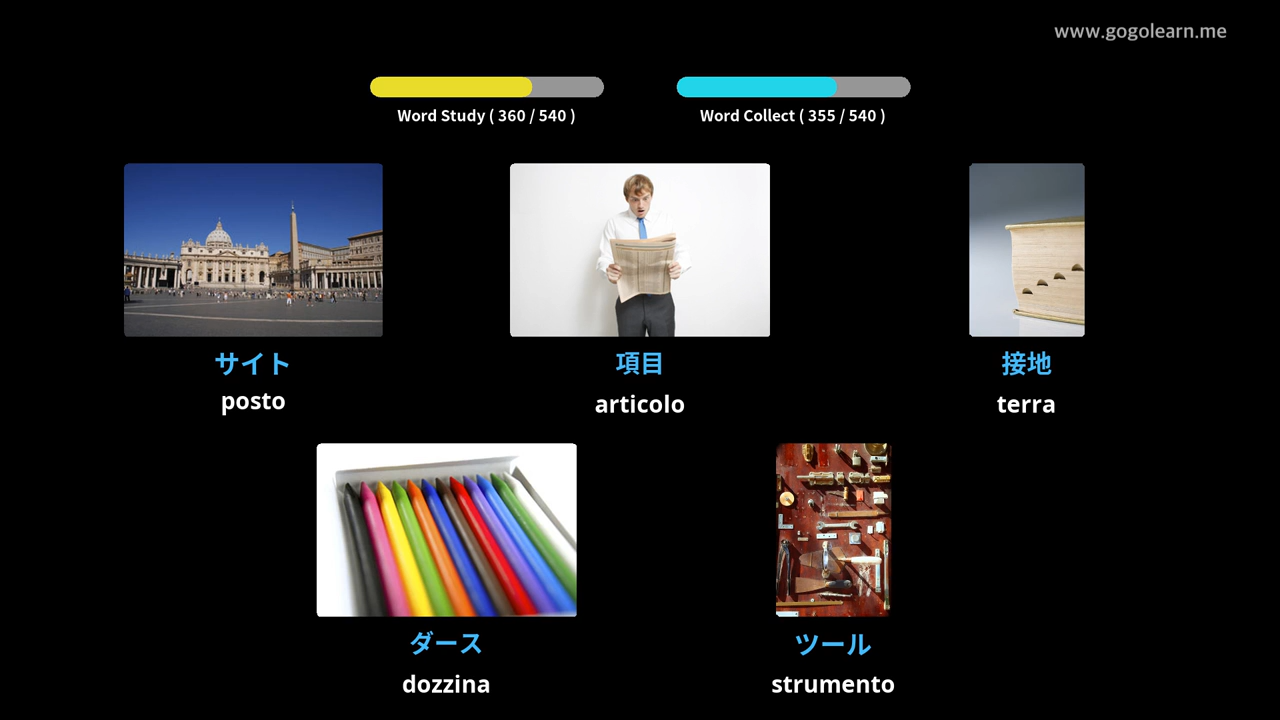 www.gogolearn.me
Word Study ( 360 / 540 )
Word Collect ( 355 / 540 )
サイト
posto
項目
articolo
接地
terra
ダース
dozzina
ツール
strumento